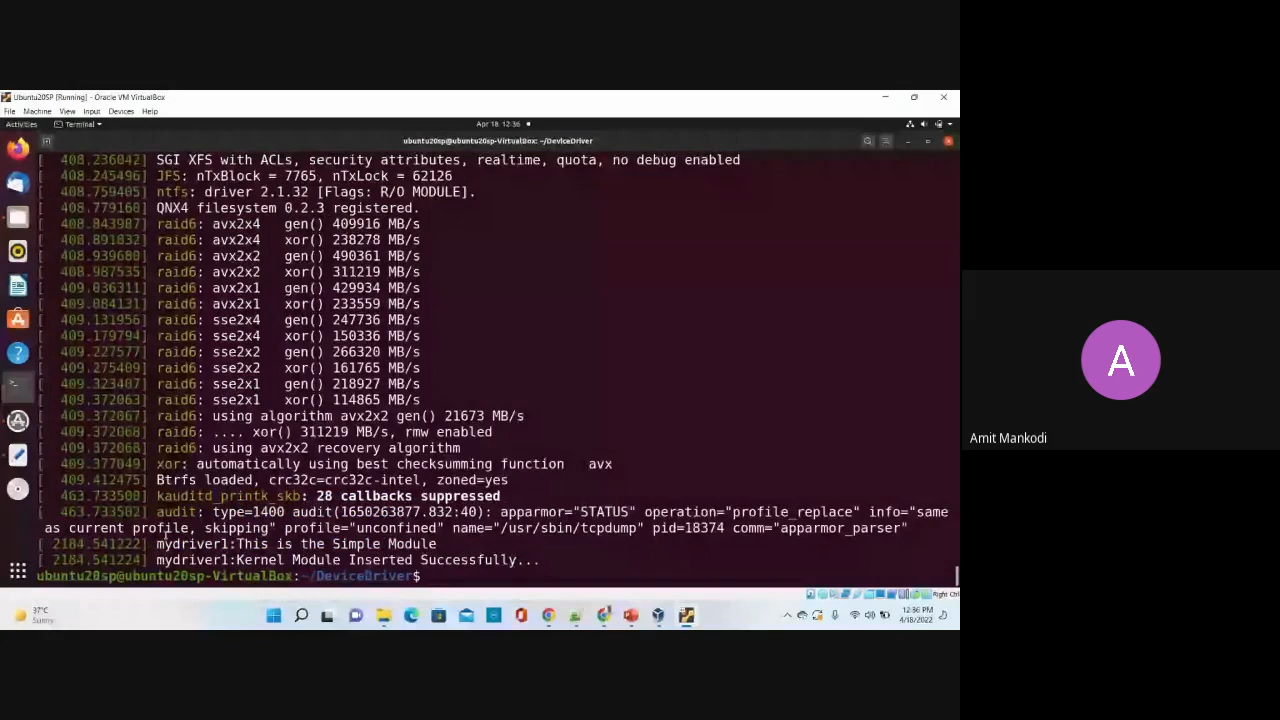 Ubuntu20SP [Running] - Oracle VM VirtualBox
File Machine View Input Devices Help
Activities Terminal Apr 18 12:36
ubuntu20sp@ubuntu20sp-VirtualBox: ~/DeviceDriver
[  408.236042] SGI XFS with ACLs, security attributes, realtime, quota, no debug enabled
[  408.245496] JFS: nTxBlock = 7765, nTxLock = 62126
[  408.759405] ntfs: driver 2.1.32 [Flags: R/O MODULE].
[  408.779160] QNX4 filesystem 0.2.3 registered.
[  408.843987] raid6: avx2x4   gen() 409916 MB/s
[  408.891832] raid6: avx2x4   xor() 238278 MB/s
[  408.939680] raid6: avx2x2   gen() 490361 MB/s
[  408.987535] raid6: avx2x2   xor() 311219 MB/s
[  409.036311] raid6: avx2x1   gen() 429934 MB/s
[  409.084131] raid6: avx2x1   xor() 233559 MB/s
[  409.131956] raid6: sse2x4   gen() 247736 MB/s
[  409.179794] raid6: sse2x4   xor() 150336 MB/s
[  409.227577] raid6: sse2x2   gen() 266320 MB/s
[  409.275409] raid6: sse2x2   xor() 161765 MB/s
[  409.323407] raid6: sse2x1   gen() 218927 MB/s
[  409.372063] raid6: sse2x1   xor() 114865 MB/s
[  409.372067] raid6: using algorithm avx2x2 gen() 21673 MB/s
[  409.372068] raid6: .... xor() 311219 MB/s, rmw enabled
[  409.372068] raid6: using avx2x2 recovery algorithm
[  409.377049] xor: automatically using best checksumming function   avx
[  409.412475] Btrfs loaded, crc32c=crc32c-intel, zoned=yes
[  463.733500] kauditd_printk_skb: 28 callbacks suppressed
[  463.733502] audit: type=1400 audit(1650263877.832:40): apparmor="STATUS" operation="profile_replace" info="same
as current profile, skipping" profile="unconfined" name="/usr/sbin/tcpdump" pid=18374 comm="apparmor_parser"
[ 2184.541222] mydriver1:This is the Simple Module
[ 2184.541224] mydriver1:Kernel Module Inserted Successfully...
ubuntu20sp@ubuntu20sp-VirtualBox:~/DeviceDriver$
Right Ctrl
37°C
Sunny
12:36 PM
4/18/2022
A
Amit Mankodi